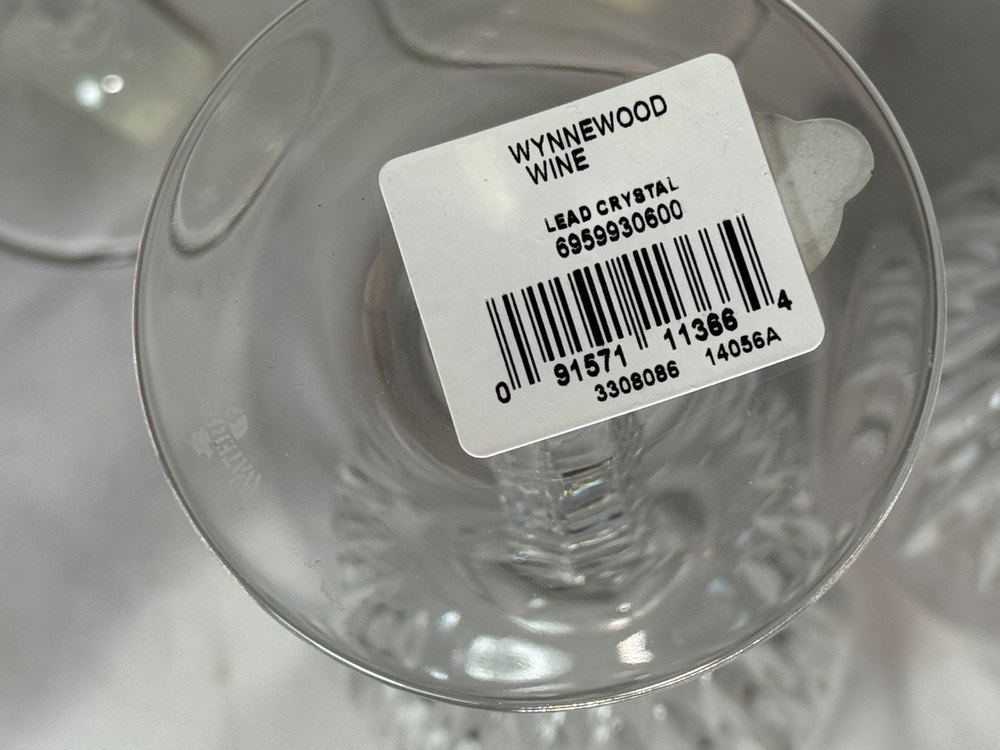 WYNNEWOOD
WINE
LEAD CRYSTAL
6959930600
0 91571 11366 4
3308086 14056A